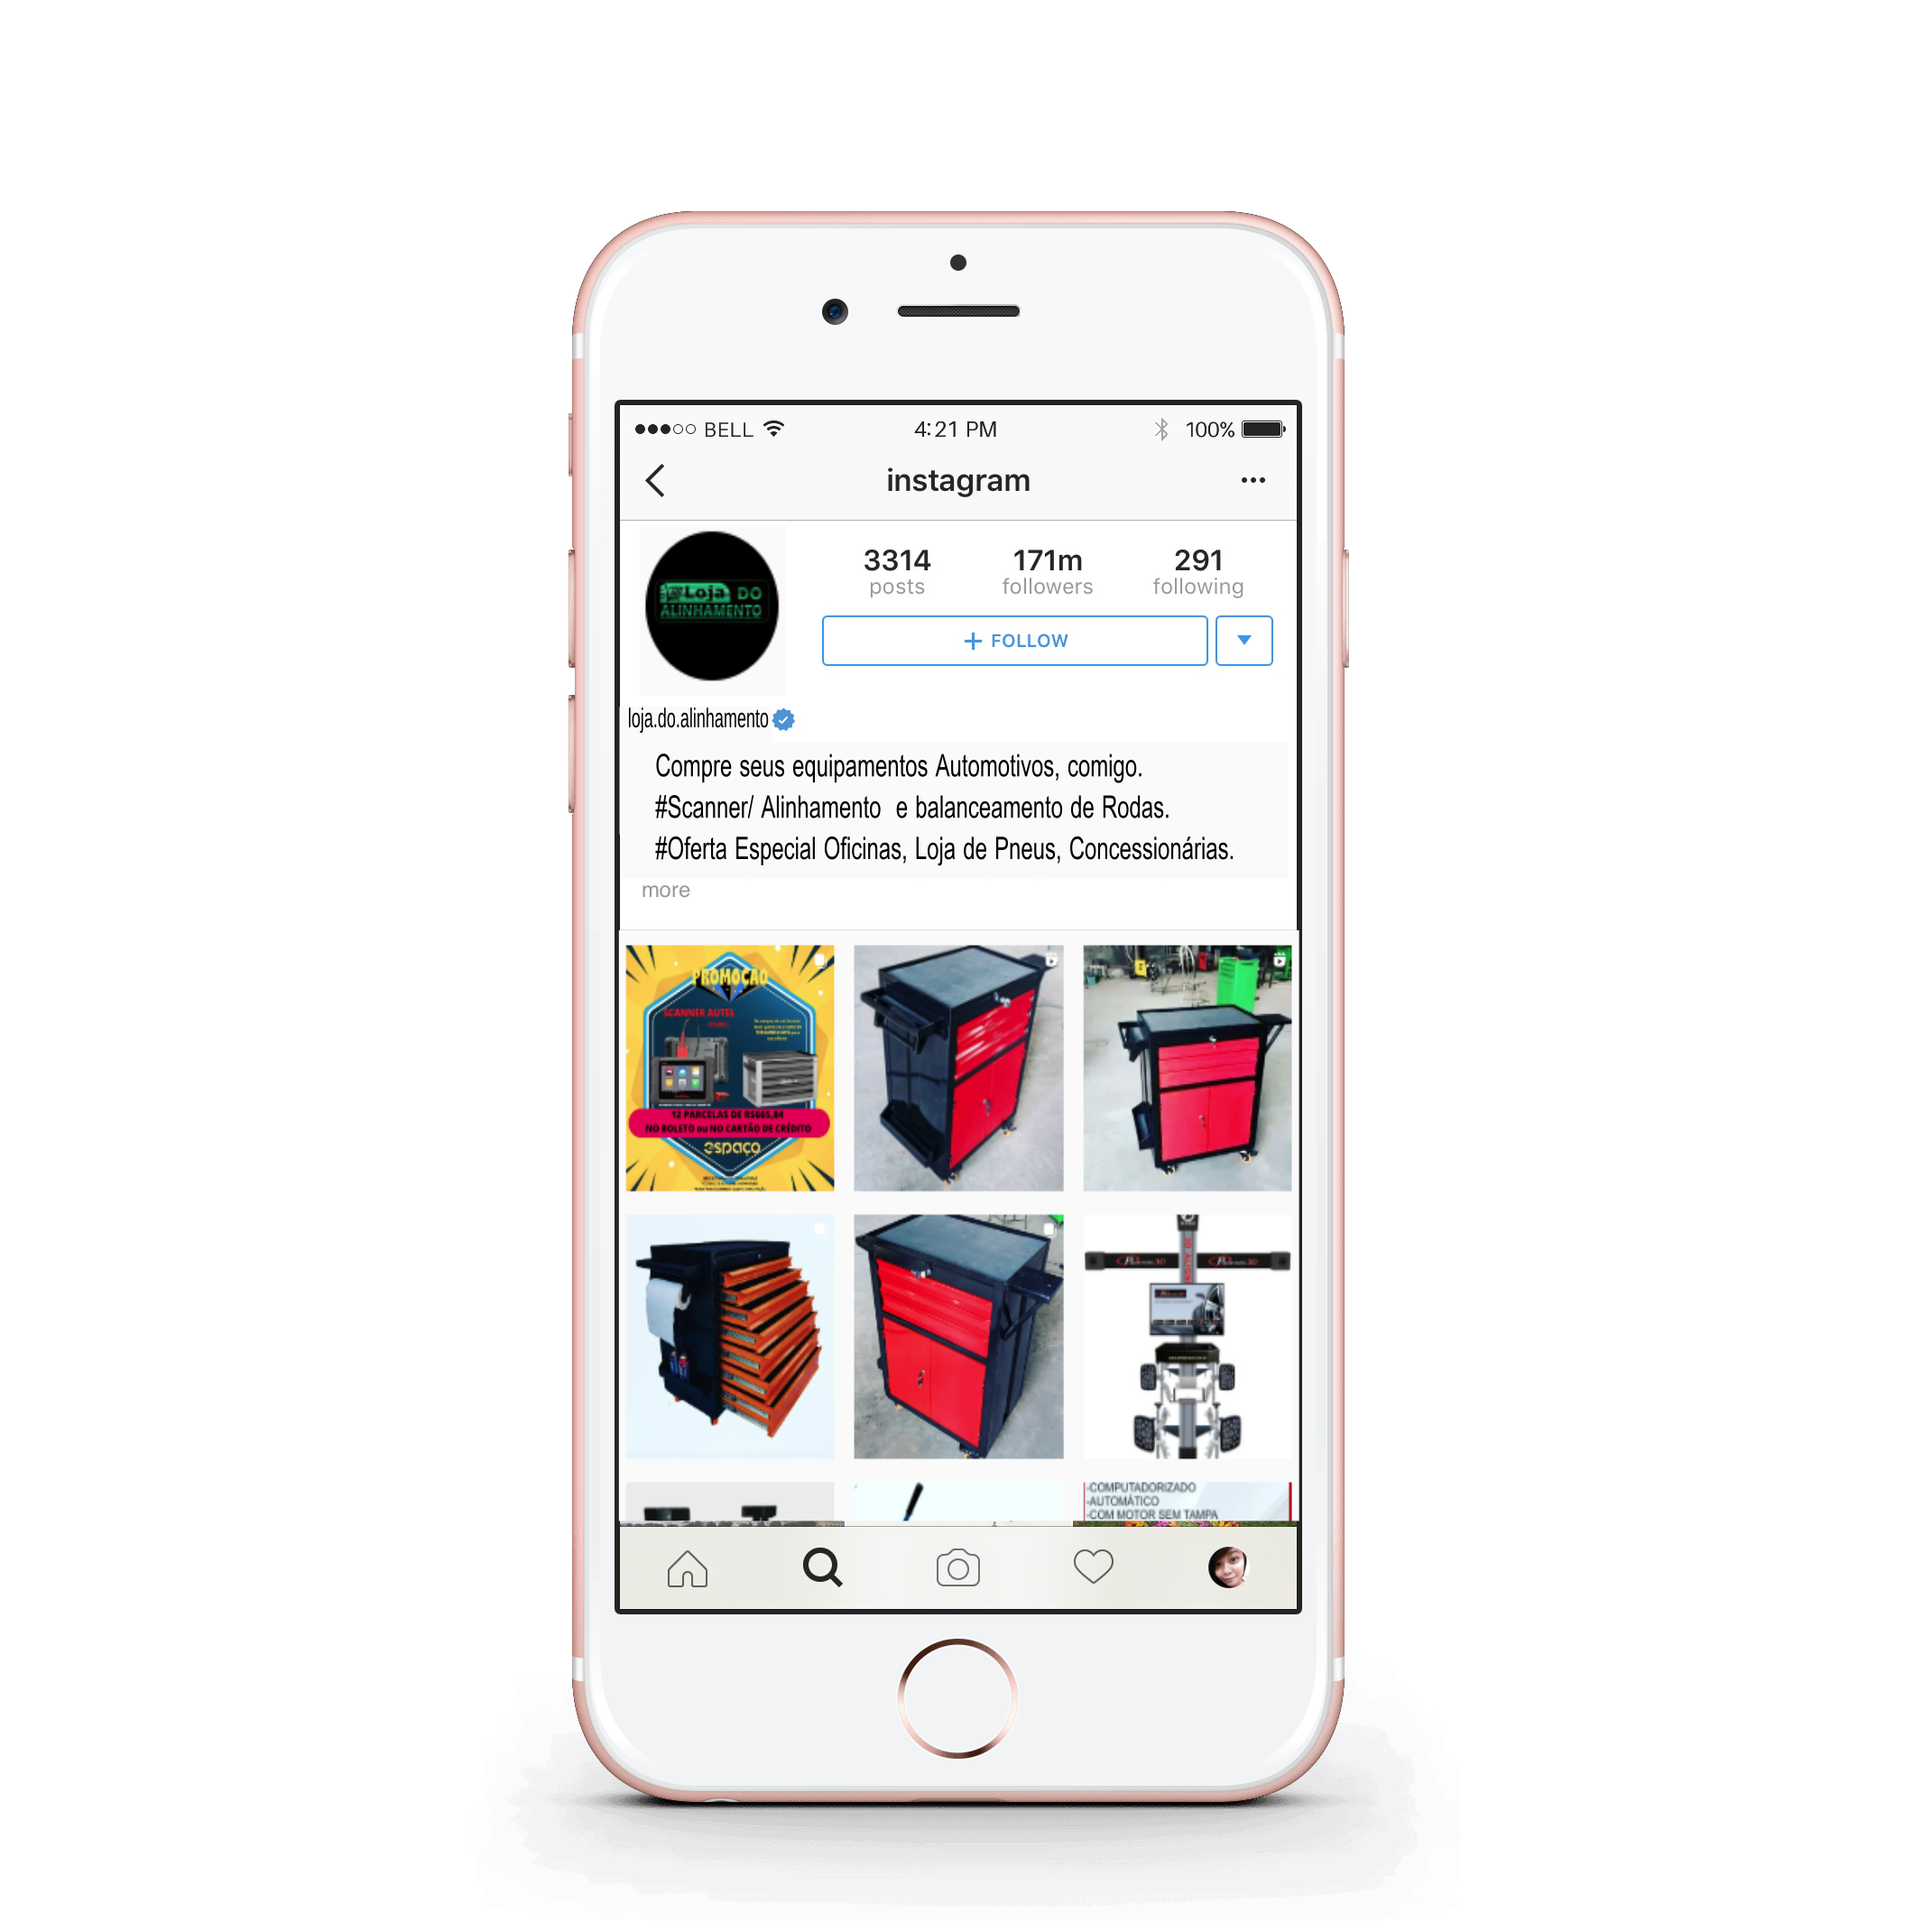 BELL 4:21 PM 100%
instagram
Loja DO
ALINHAMENTO
3314 171m 291
posts followers following
+ FOLLOW
loja.do.alinhamento
Compre seus equipamentos Automotivos, comigo.
#Scanner/ Alinhamento e balanceamento de Rodas.
#Oferta Especial Oficinas, Loja de Pneus, Concessionárias.
more
PROMOÇÃO
SCANNER AUTEL
12 PARCELAS DE R$665,84
NO BOLETO ou NO CARTÃO DE CRÉDITO
espaço
-COMPUTADORIZADO
-AUTOMÁTICO
-COM MOTOR SEM TAMPA